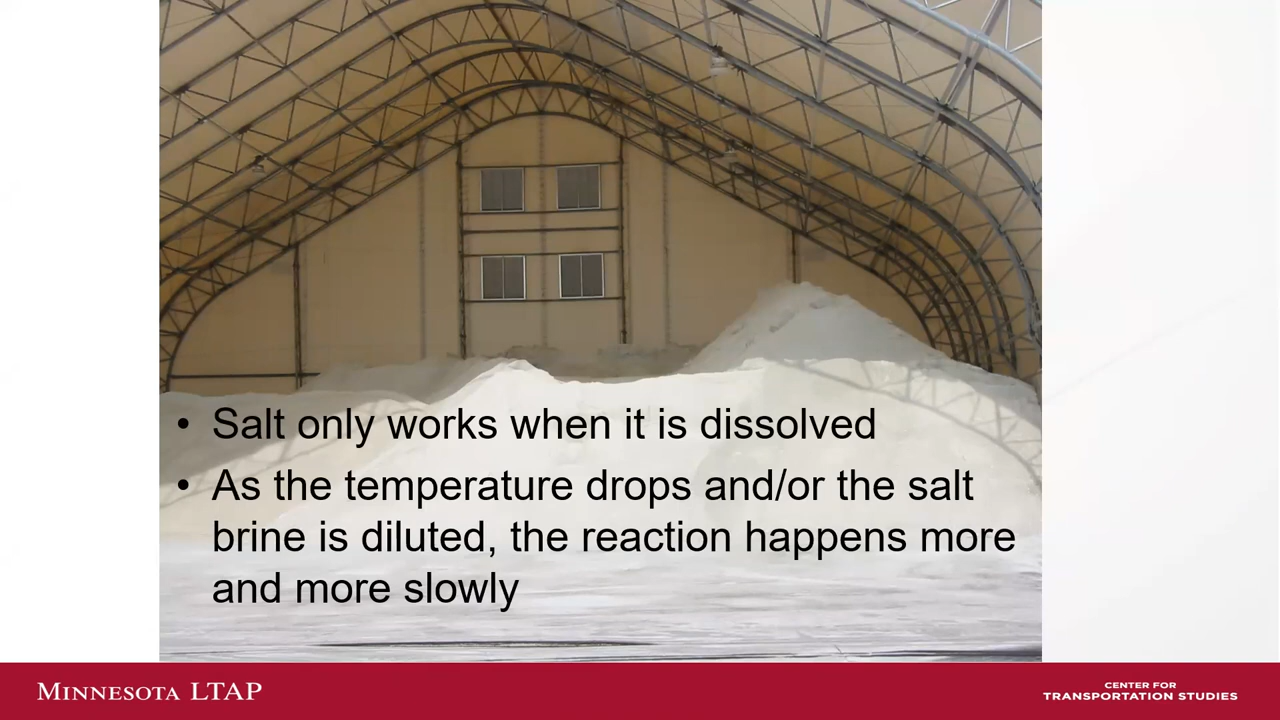 • Salt only works when it is dissolved
• As the temperature drops and/or the salt
brine is diluted, the reaction happens more
and more slowly
MINNESOTA LTAP
CENTER FOR
TRANSPORTATION STUDIES